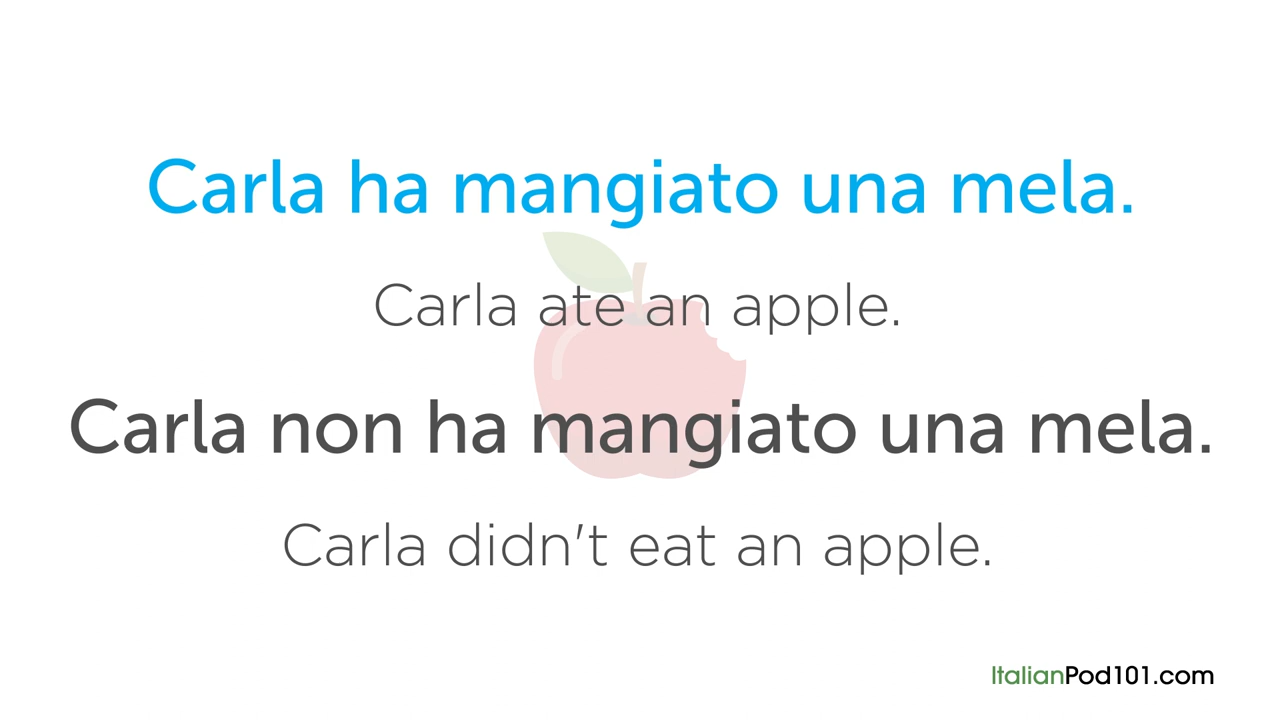 Carla ha mangiato una mela.
Carla ate an apple.
Carla non ha mangiato una mela.
Carla didn't eat an apple.
ItalianPod101.com